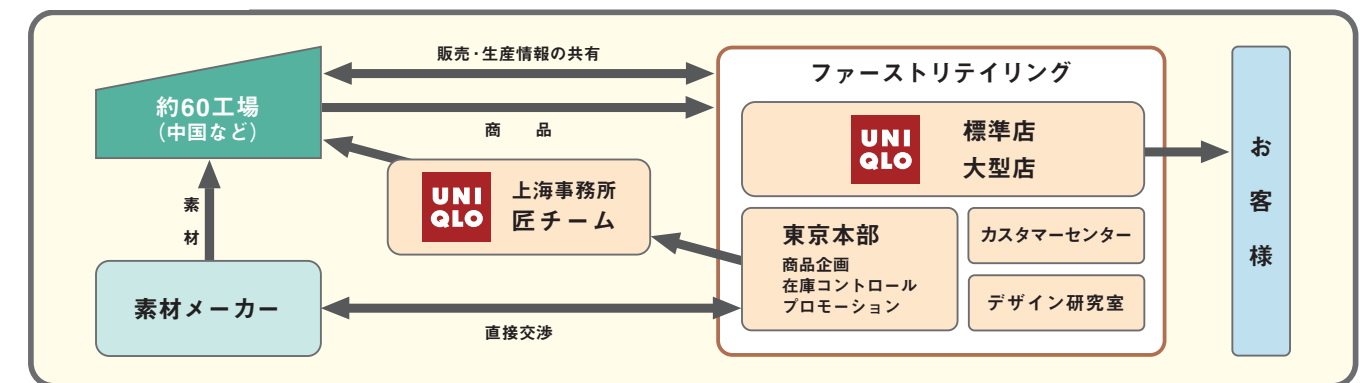 販売・生産情報の共有
約60工場
(中国など)
商品
素材
素材メーカー
UNI
QLO
上海事務所
匠チーム
直接交渉
ファーストリテイリング
UNI
QLO
標準店
大型店
東京本部
商品企画
在庫コントロール
プロモーション
カスタマーセンター
デザイン研究室
お客様